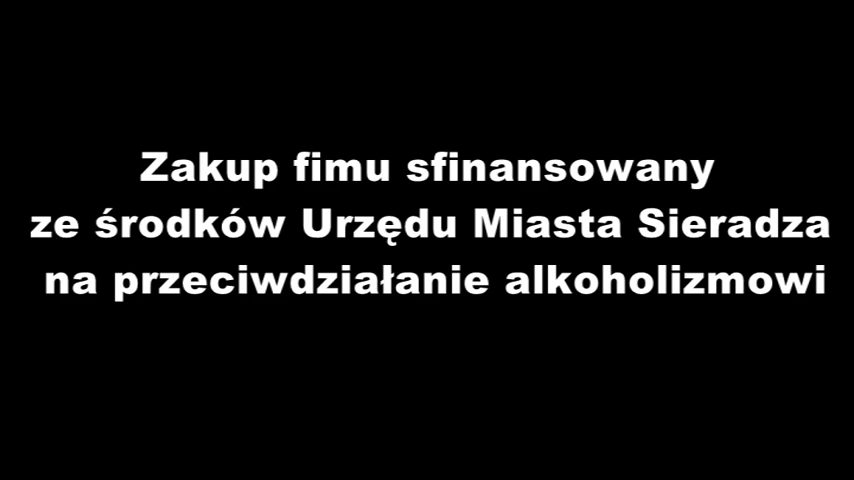 Zakup fimu sfinansowany
ze środków Urzędu Miasta Sieradza
na przeciwdziałanie alkoholizmowi